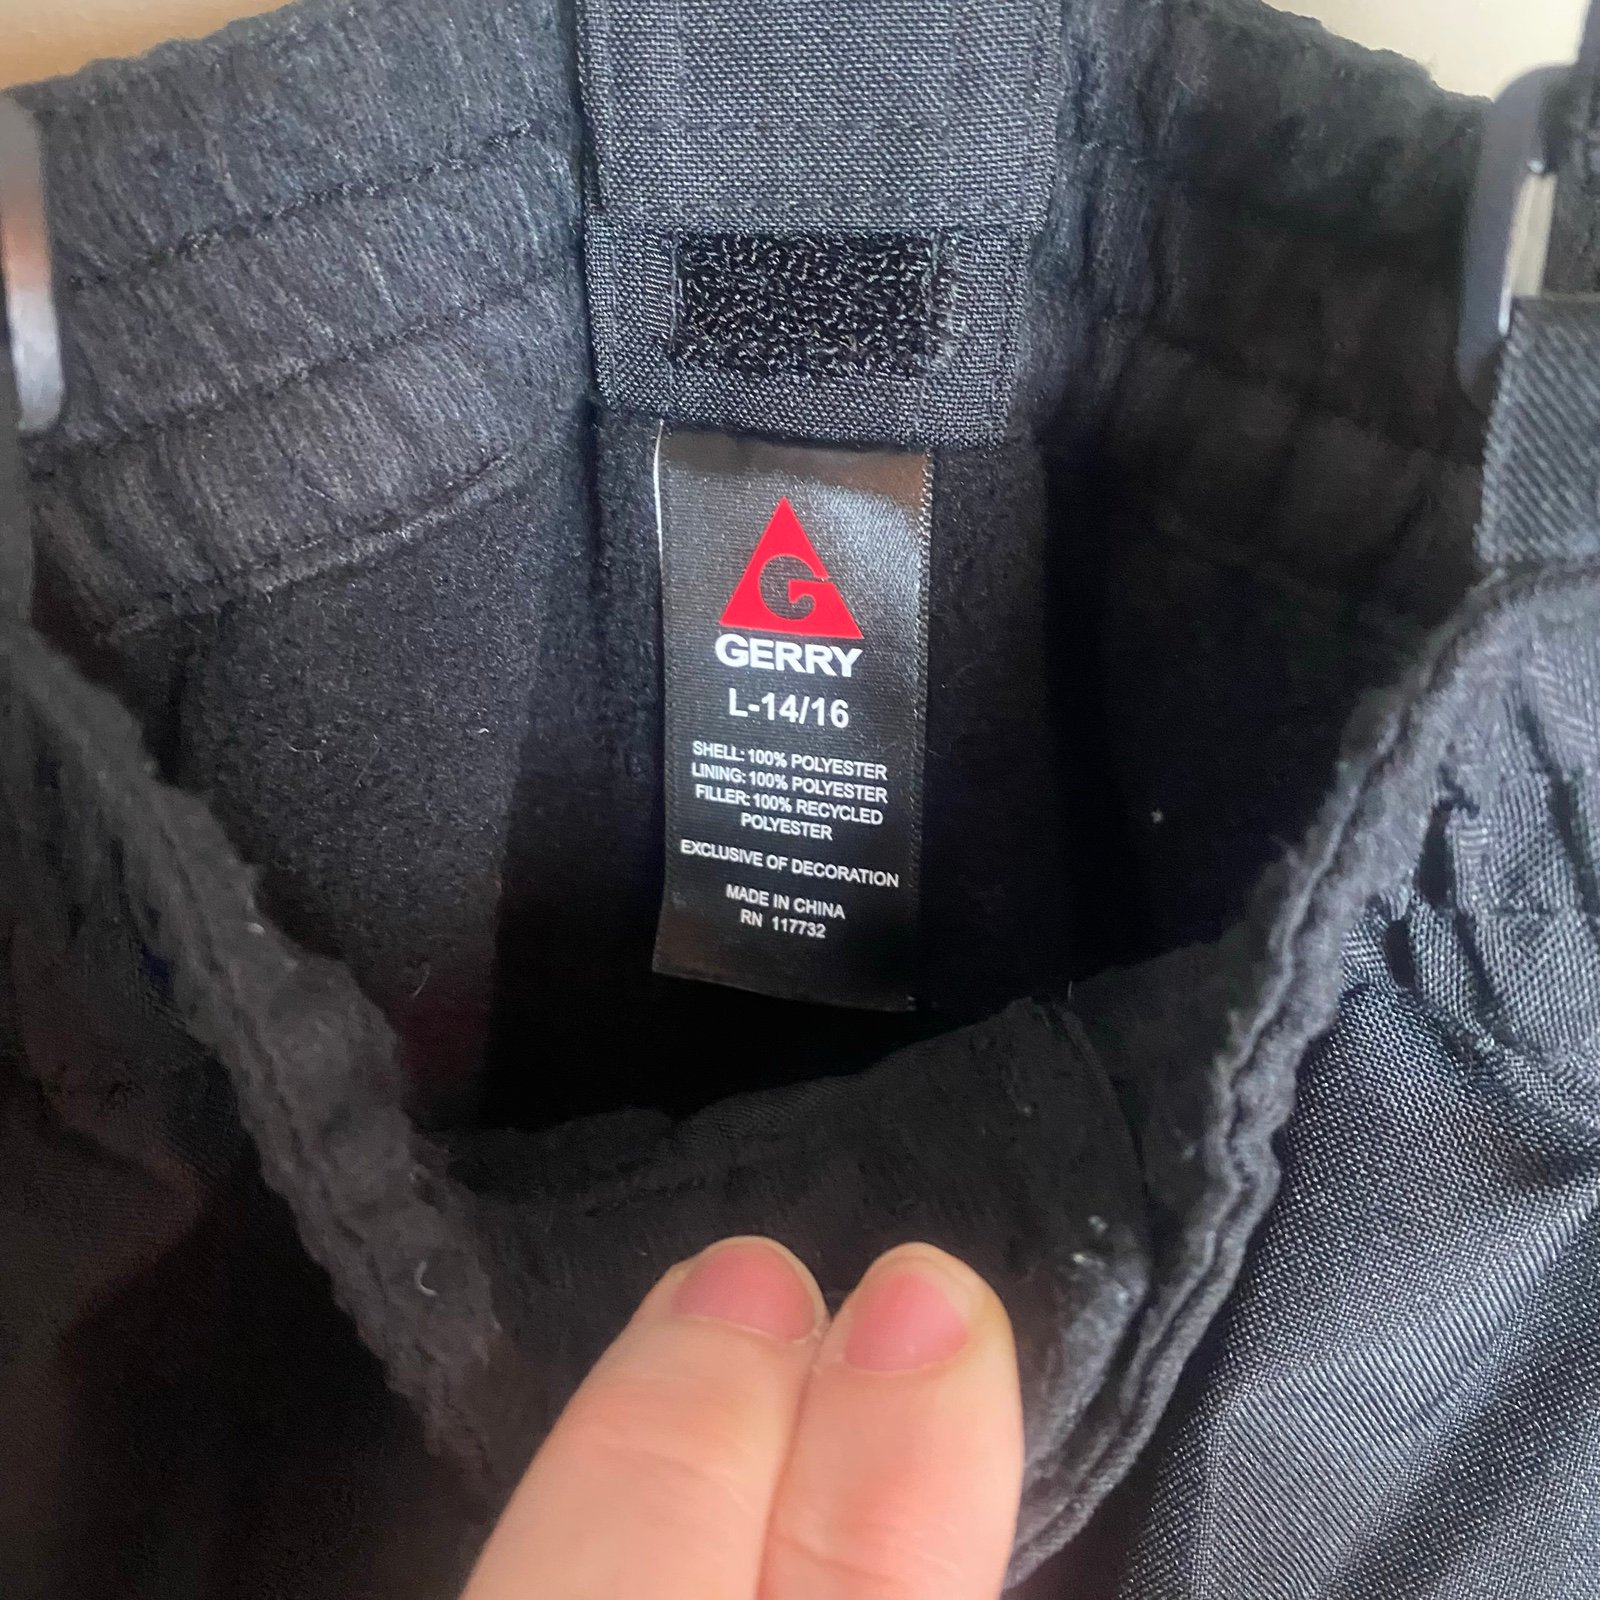 G
GERRY
L-14/16
SHELL: 100% POLYESTER
LINING: 100% POLYESTER
FILLER: 100% RECYCLED
POLYESTER
EXCLUSIVE OF DECORATION
MADE IN CHINA
RN 117732